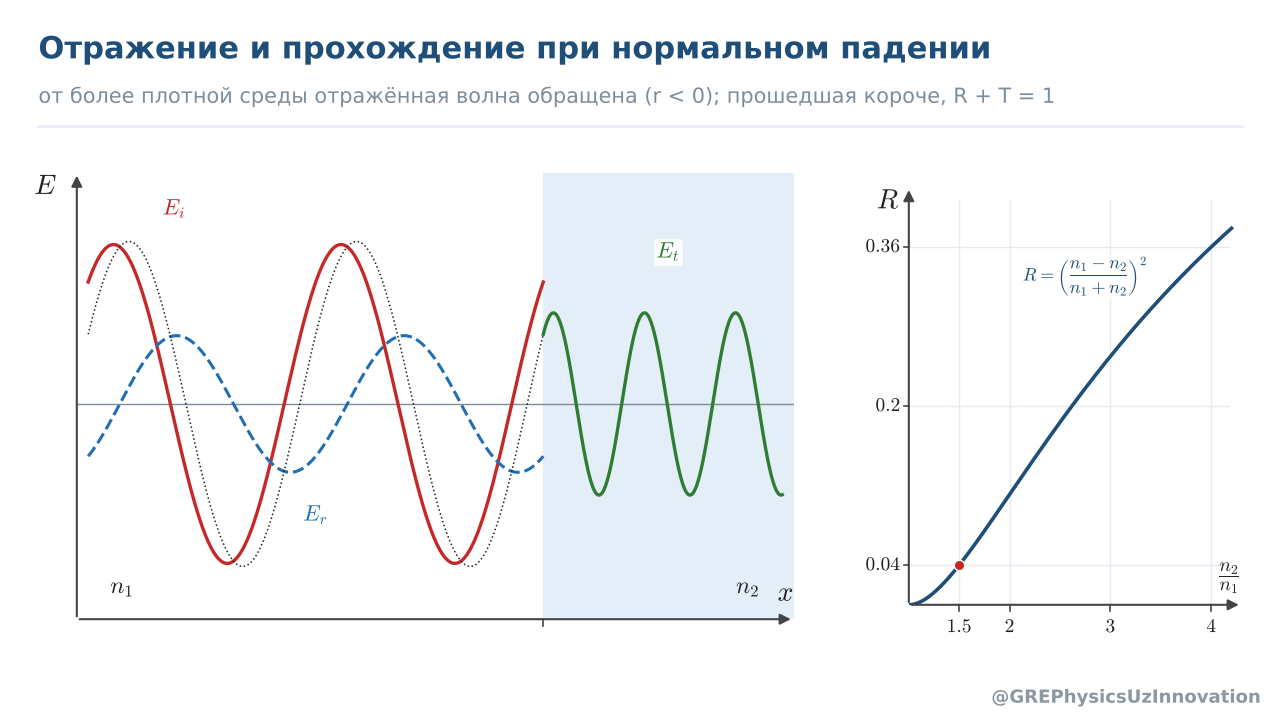 Отражение и прохождение при нормальном падении
от более плотной среды отражённая волна обращена (r < 0); прошедшая короче, R + T = 1
E
E_i
E_t
E_r
n_1
n_2
x
R
0.36
0.2
0.04
R = ((n_1 − n_2)/(n_1 + n_2))^2
n_2/n_1
1.5 2 3 4
@GREPhysicsUzInnovation